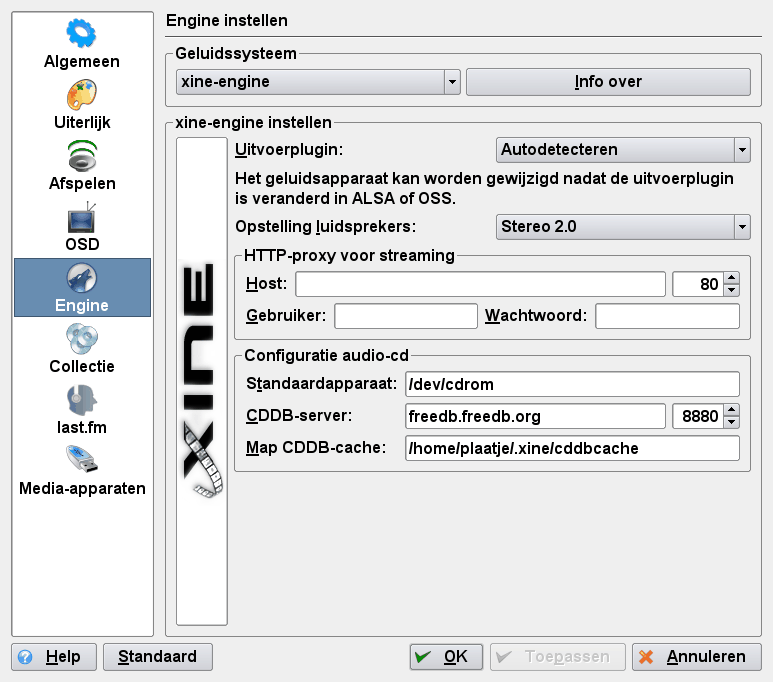 Algemeen
Uiterlijk
Afspelen
OSD
Engine
Collectie
last.fm
Media-apparaten
Engine instellen
Geluidssysteem
xine-engine
Info over
xine-engine instellen
XINE
Uitvoerplugin: Autodetecteren
Het geluidsapparaat kan worden gewijzigd nadat de uitvoerplugin
is veranderd in ALSA of OSS.
Opstelling luidsprekers: Stereo 2.0
HTTP-proxy voor streaming
Host: 80
Gebruiker: Wachtwoord:
Configuratie audio-cd
Standaardapparaat: /dev/cdrom
CDDB-server: freedb.freedb.org 8880
Map CDDB-cache: /home/plaatje/.xine/cddbcache
Help Standaard OK Toepassen Annuleren